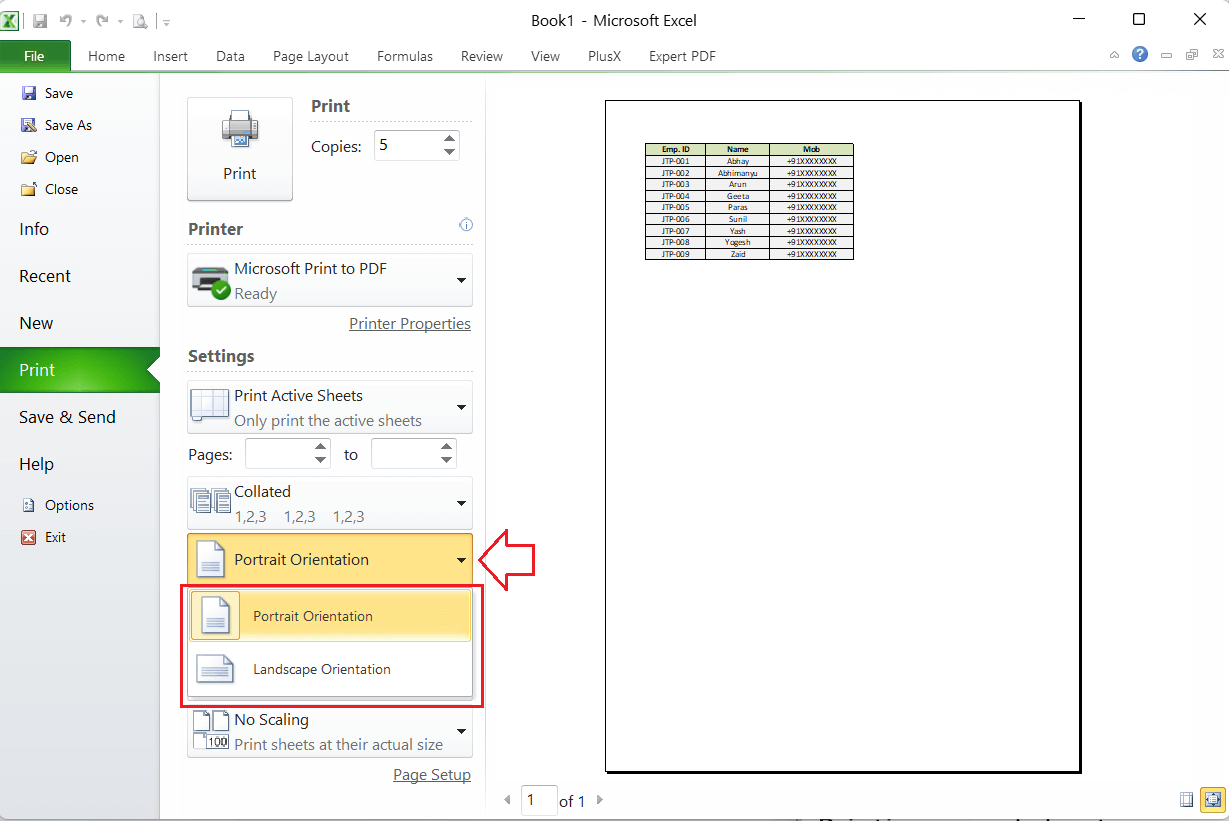 Book1 - Microsoft Excel
File Home Insert Data Page Layout Formulas Review View PlusX Expert PDF
Save
Save As
Open
Close
Info
Recent
New
Print
Save & Send
Help
Options
Exit
Print
Print
Copies: 5
Printer
Microsoft Print to PDF
Ready
Printer Properties
Settings
Print Active Sheets
Only print the active sheets
Pages: to
Collated
1,2,3 1,2,3 1,2,3
Portrait Orientation
Portrait Orientation
Landscape Orientation
No Scaling
100
Print sheets at their actual size
Page Setup
Emp. ID Name Mob
JTP-001 Abhay +91XXXXXXXX
JTP-002 Abhimanyu +91XXXXXXXX
JTP-003 Arun +91XXXXXXXX
JTP-004 Geeta +91XXXXXXXX
JTP-005 Paras +91XXXXXXXX
JTP-006 Sunil +91XXXXXXXX
JTP-007 Yash +91XXXXXXXX
JTP-008 Yogesh +91XXXXXXXX
JTP-009 Zaid +91XXXXXXXX
1 of 1